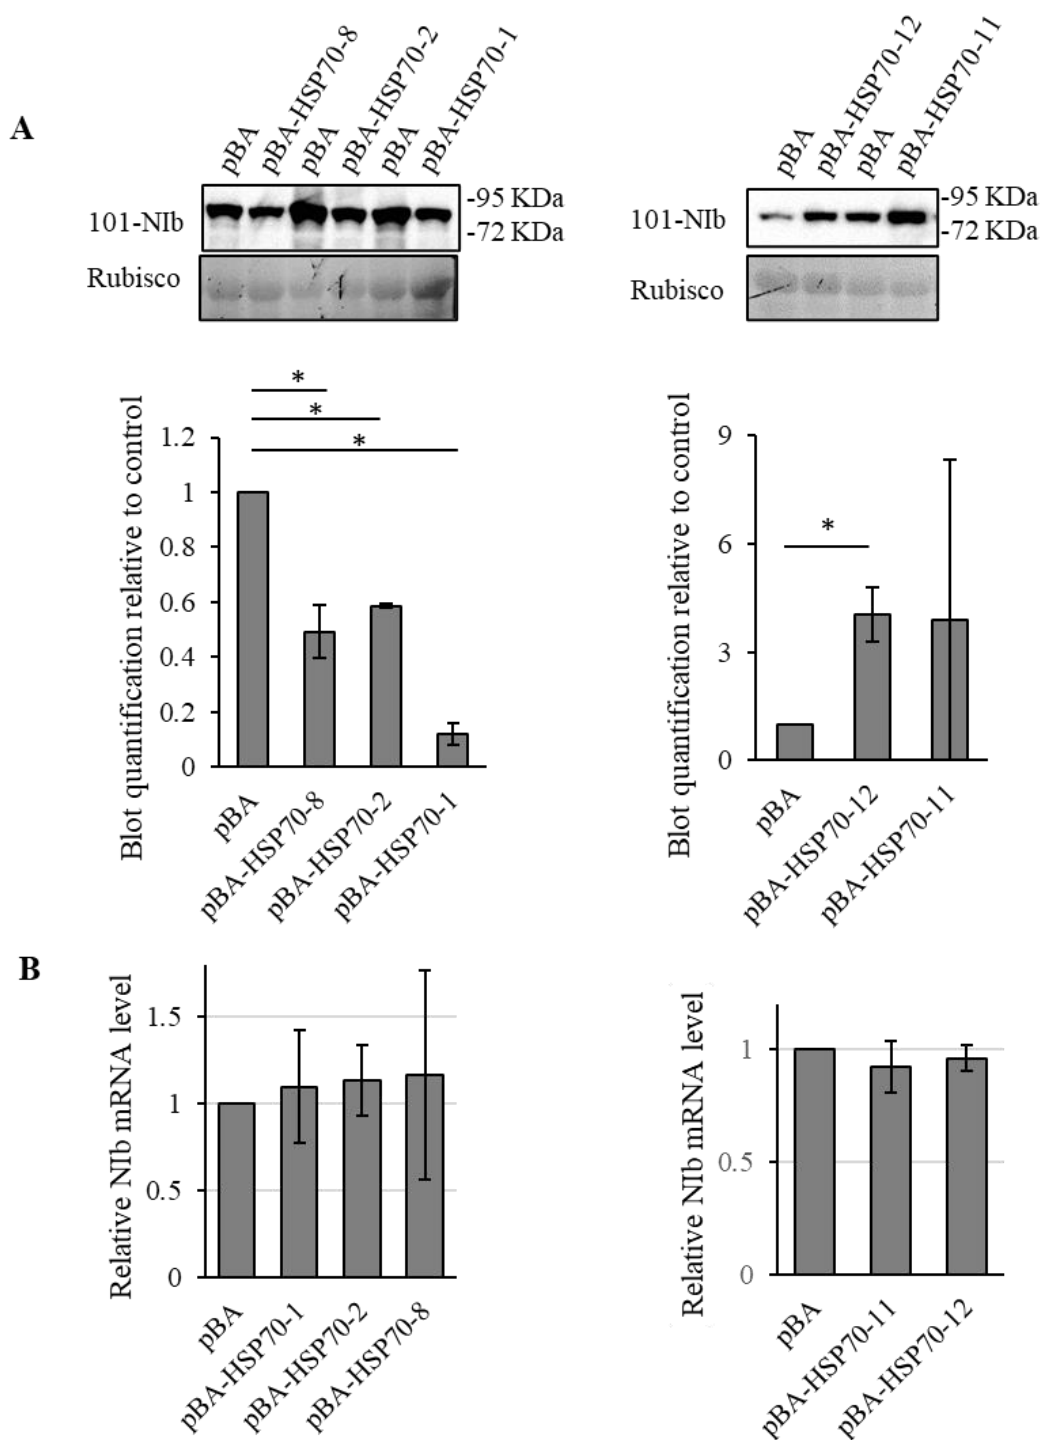 A
pBA
pBA-HSP70-8
pBA
pBA-HSP70-2
pBA
pBA-HSP70-1
101-NIb
-95 KDa
-72 KDa
Rubisco
pBA
pBA-HSP70-12
pBA
pBA-HSP70-11
101-NIb
-95 KDa
-72 KDa
Rubisco
Blot quantification relative to control
*
*
*
1.2
1
0.8
0.6
0.4
0.2
0
pBA
pBA-HSP70-8
pBA-HSP70-2
pBA-HSP70-1
Blot quantification relative to control
*
9
6
3
0
pBA
pBA-HSP70-12
pBA-HSP70-11
B
Relative NIb mRNA level
1.5
1
0.5
0
pBA
pBA-HSP70-1
pBA-HSP70-2
pBA-HSP70-8
Relative NIb mRNA level
1
0.5
0
pBA
pBA-HSP70-11
pBA-HSP70-12